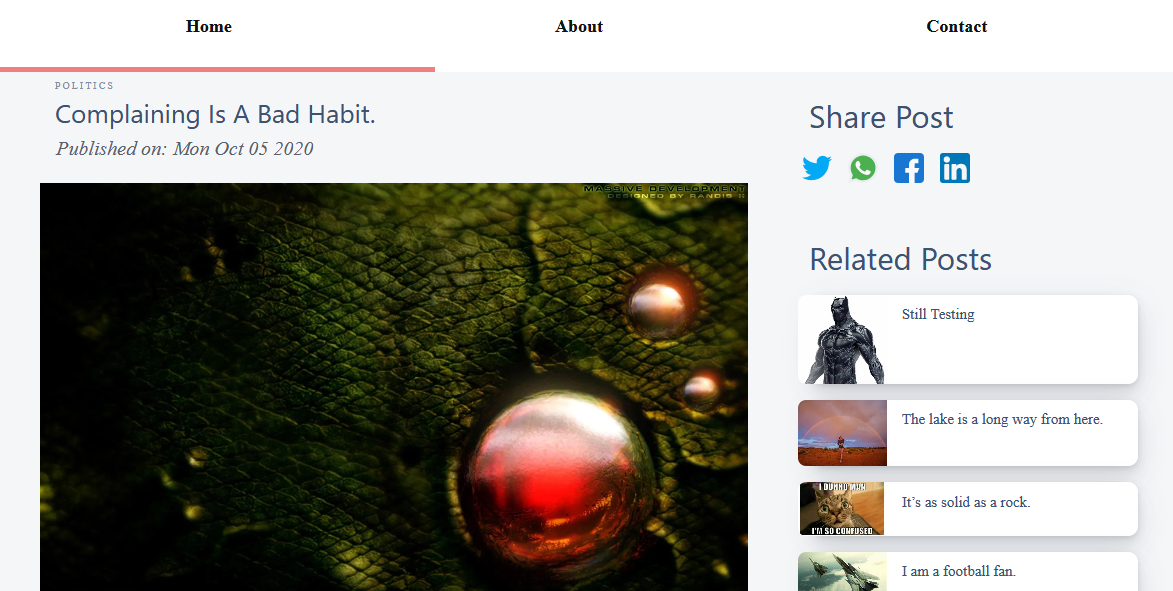 Home
About
Contact
POLITICS
Complaining Is A Bad Habit.
Published on: Mon Oct 05 2020
MASSIVE DEVELOPMENT
DESIGNED BY RANDIS
Share Post
in
Related Posts
Still Testing
The lake is a long way from here.
I DUNNO MAN
I'M SO CONFUSED
It’s as solid as a rock.
I am a football fan.